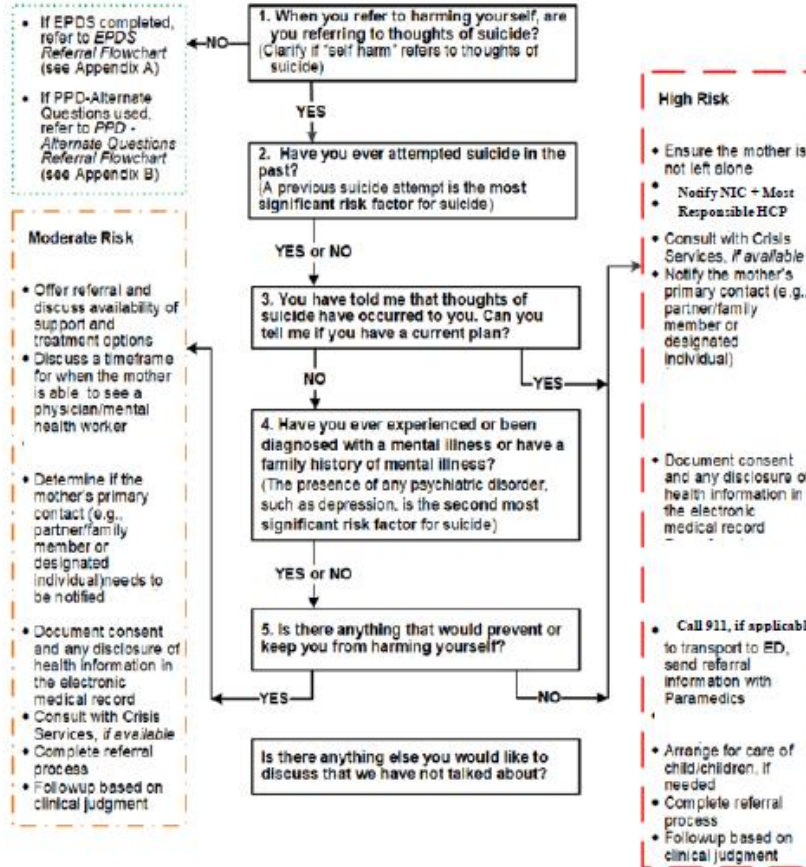 • If EPDS completed,
refer to EPDS
Referral Flowchart
(see Appendix A)
• If PPD-Alternate
Questions used,
refer to PPD -
Alternate Questions
Referral Flowchart
(see Appendix B)
NO
1. When you refer to harming yourself, are
you referring to thoughts of suicide?
(Clarify if "self harm" refers to thoughts of
suicide)
YES
2. Have you ever attempted suicide in the
past?
(A previous suicide attempt is the most
significant risk factor for suicide)
YES or NO
3. You have told me that thoughts of
suicide have occurred to you. Can you
tell me if you have a current plan?
NO
YES
4. Have you ever experienced or been
diagnosed with a mental illness or have a
family history of mental illness?
(The presence of any psychiatric disorder,
such as depression, is the second most
significant risk factor for suicide)
YES or NO
5. Is there anything that would prevent or
keep you from harming yourself?
YES
NO
Is there anything else you would like to
discuss that we have not talked about?
Moderate Risk
• Offer referral and
discuss availability of
support and
treatment options
• Discuss a timeframe
for when the mother
is able to see a
physician/mental
health worker
• Determine if the
mother's primary
contact (e.g.,
partner/family
member or
designated
individual)needs to
be notified
• Document consent
and any disclosure of
health information in
the electronic
medical record
• Consult with Crisis
Services, if available
• Complete referral
process
• Followup based on
clinical judgment
High Risk
• Ensure the mother is
not left alone
• Notify NIC + Most
• Responsible HCP
• Consult with Crisis
Services, if available
• Notify the mother's
primary contact (e.g.,
partner/family
member or
designated
individual)
• Document consent
and any disclosure of
health information in
the electronic
medical record
• Call 911, if applicabl
to transport to ED,
send referral
information with
Paramedics
• Arrange for care of
child/children, if
needed
• Complete referral
process
• Followup based on
clinical judgment